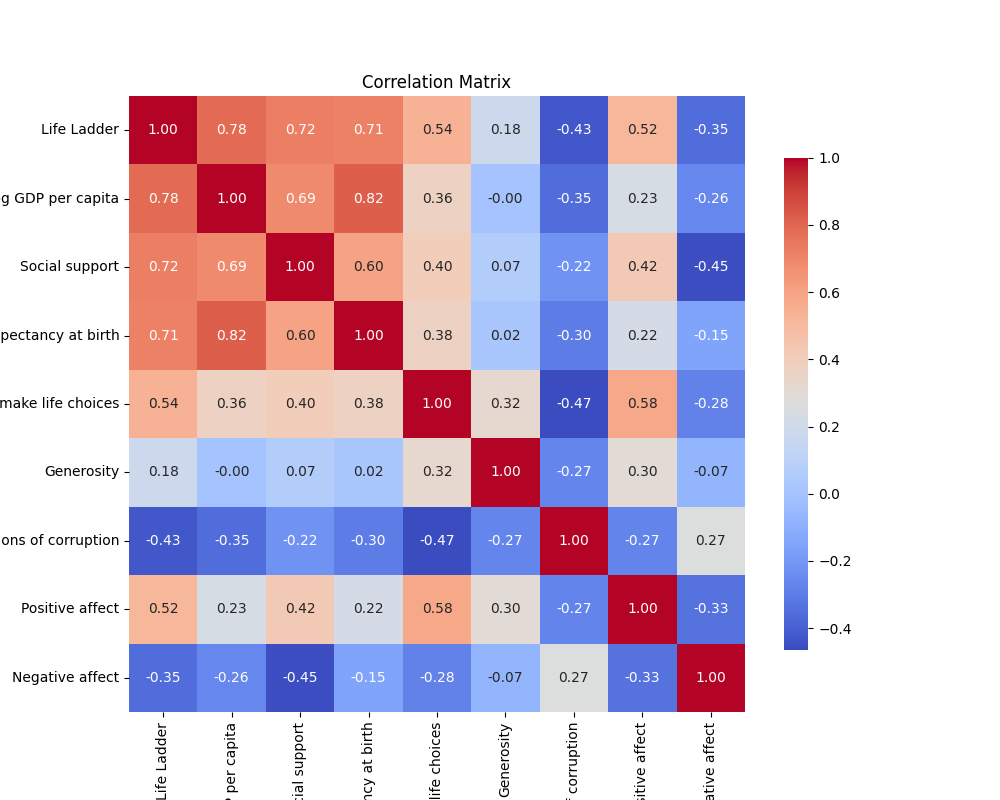 Correlation Matrix
Life Ladder 1.00 0.78 0.72 0.71 0.54 0.18 -0.43 0.52 -0.35
g GDP per capita 0.78 1.00 0.69 0.82 0.36 -0.00 -0.35 0.23 -0.26
Social support 0.72 0.69 1.00 0.60 0.40 0.07 -0.22 0.42 -0.45
pectancy at birth 0.71 0.82 0.60 1.00 0.38 0.02 -0.30 0.22 -0.15
make life choices 0.54 0.36 0.40 0.38 1.00 0.32 -0.47 0.58 -0.28
Generosity 0.18 -0.00 0.07 0.02 0.32 1.00 -0.27 0.30 -0.07
ons of corruption -0.43 -0.35 -0.22 -0.30 -0.47 -0.27 1.00 -0.27 0.27
Positive affect 0.52 0.23 0.42 0.22 0.58 0.30 -0.27 1.00 -0.33
Negative affect -0.35 -0.26 -0.45 -0.15 -0.28 -0.07 0.27 -0.33 1.00
Life Ladder
per capita
cial support
ncy at birth
life choices
Generosity
corruption
sitive affect
ative affect
1.0
0.8
0.6
0.4
0.2
0.0
−0.2
−0.4